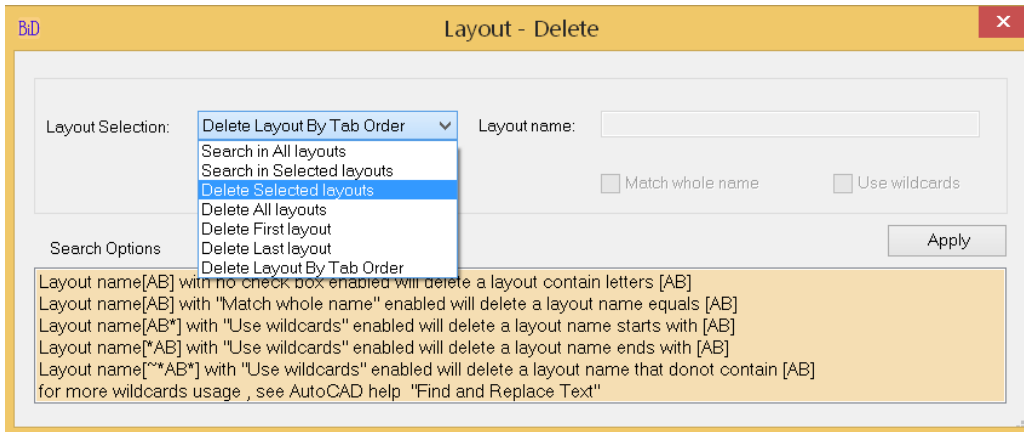 BiD
Layout - Delete
Layout Selection:
Delete Layout By Tab Order
Layout name:
Search in All layouts
Search in Selected layouts
Delete Selected layouts
Delete All layouts
Delete First layout
Delete Last layout
Delete Layout By Tab Order
Match whole name
Use wildcards
Search Options
Apply
Layout name[AB] with no check box enabled will delete a layout contain letters [AB]
Layout name[AB] with "Match whole name" enabled will delete a layout name equals [AB]
Layout name[AB*] with "Use wildcards" enabled will delete a layout name starts with [AB]
Layout name[*AB] with "Use wildcards" enabled will delete a layout name ends with [AB]
Layout name[~*AB*] with "Use wildcards" enabled will delete a layout name that donot contain [AB]
for more wildcards usage , see AutoCAD help "Find and Replace Text"